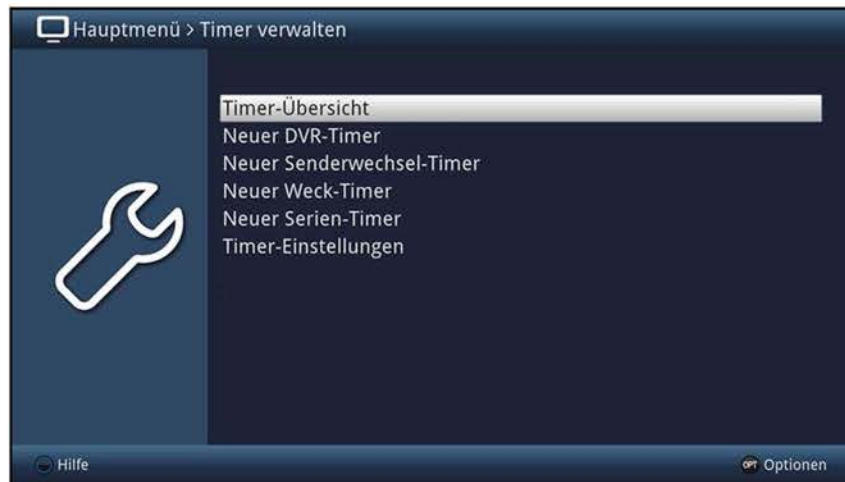 Hauptmenü > Timer verwalten
Timer-Übersicht
Neuer DVR-Timer
Neuer Senderwechsel-Timer
Neuer Weck-Timer
Neuer Serien-Timer
Timer-Einstellungen
Hilfe
OPT Optionen